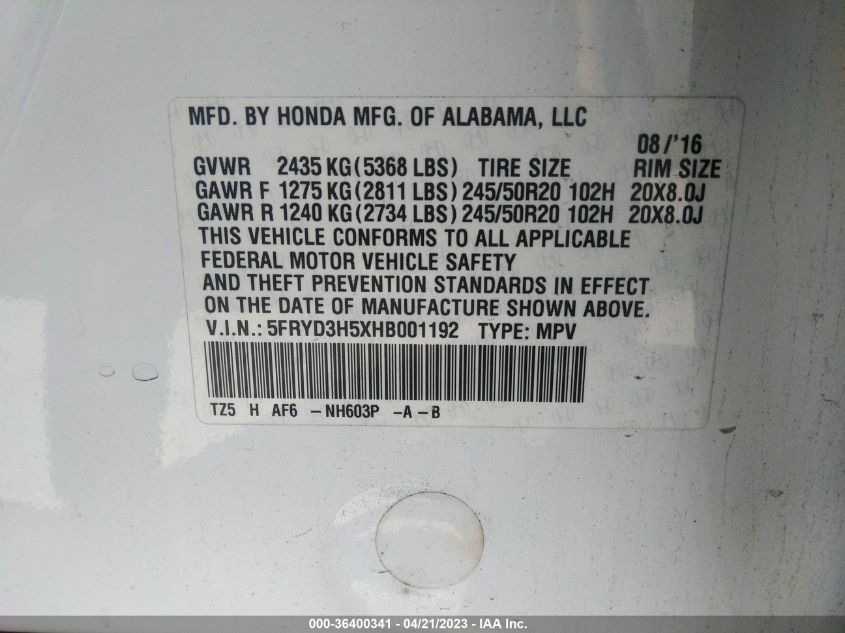 MFD. BY HONDA MFG. OF ALABAMA, LLC
08/'16
GVWR 2435 KG(5368 LBS) TIRE SIZE RIM SIZE
GAWR F 1275 KG(2811 LBS) 245/50R20 102H 20X8.0J
GAWR R 1240 KG(2734 LBS) 245/50R20 102H 20X8.0J
THIS VEHICLE CONFORMS TO ALL APPLICABLE
FEDERAL MOTOR VEHICLE SAFETY
AND THEFT PREVENTION STANDARDS IN EFFECT
ON THE DATE OF MANUFACTURE SHOWN ABOVE.
V.I.N.: 5FRYD3H5XHB001192 TYPE: MPV
TZ5 H AF6 -NH603P -A-B
000-36400341 - 04/21/2023 - IAA Inc.